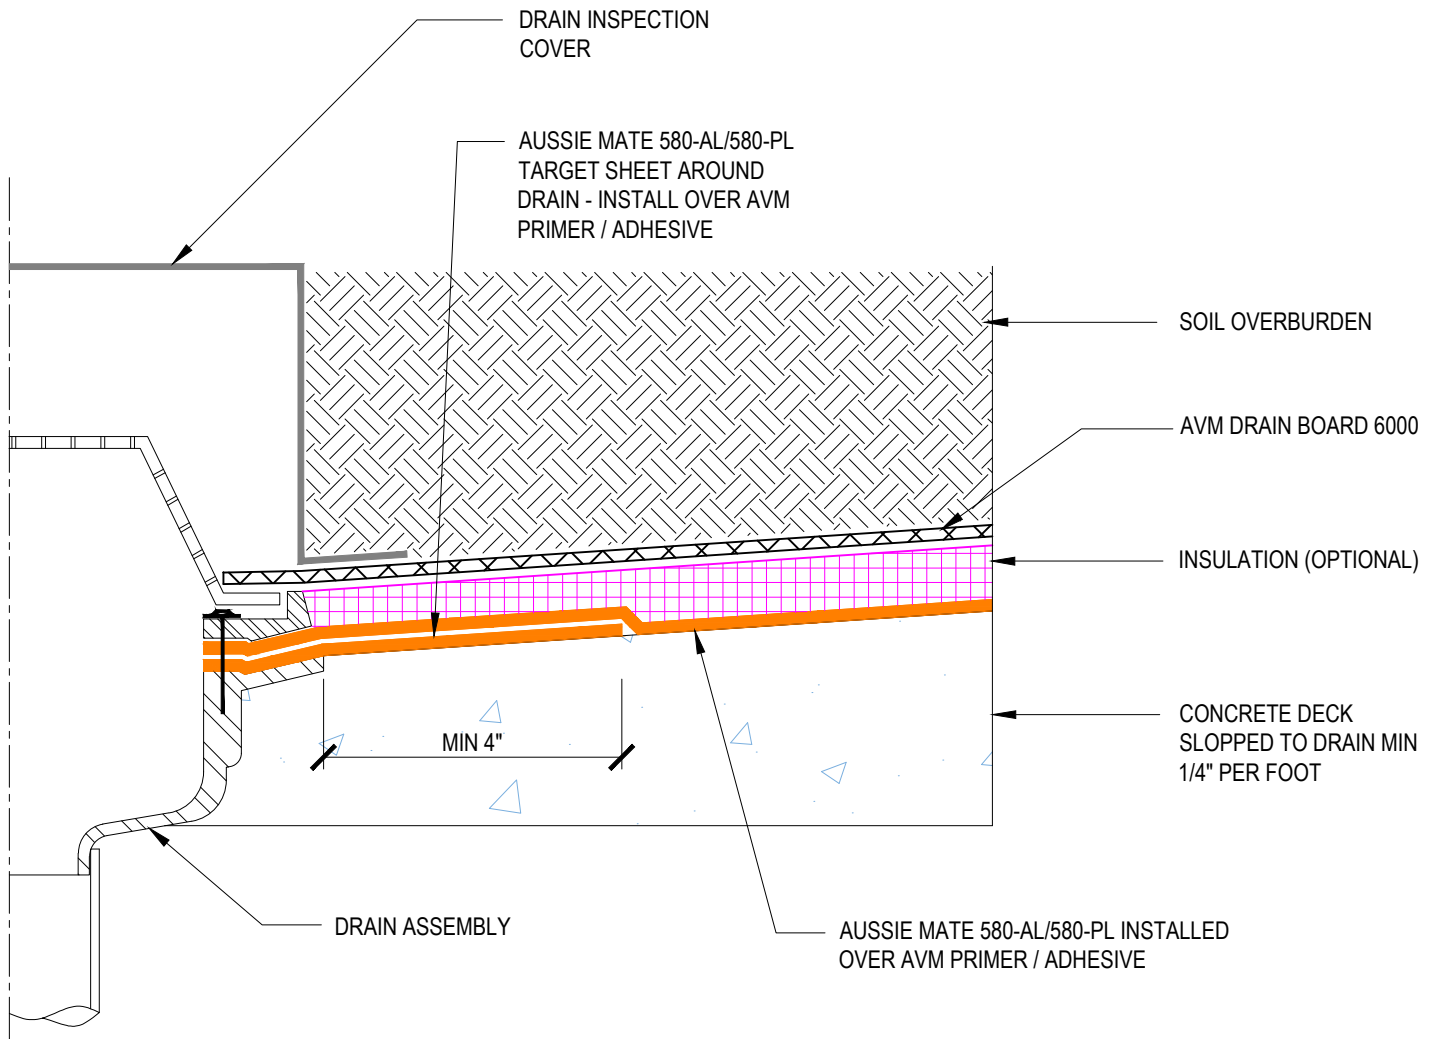 DRAIN INSPECTION
COVER
AUSSIE MATE 580-AL/580-PL
TARGET SHEET AROUND
DRAIN - INSTALL OVER AVM
PRIMER / ADHESIVE
SOIL OVERBURDEN
AVM DRAIN BOARD 6000
INSULATION (OPTIONAL)
CONCRETE DECK
SLOPPED TO DRAIN MIN
1/4" PER FOOT
MIN 4"
DRAIN ASSEMBLY
AUSSIE MATE 580-AL/580-PL INSTALLED
OVER AVM PRIMER / ADHESIVE